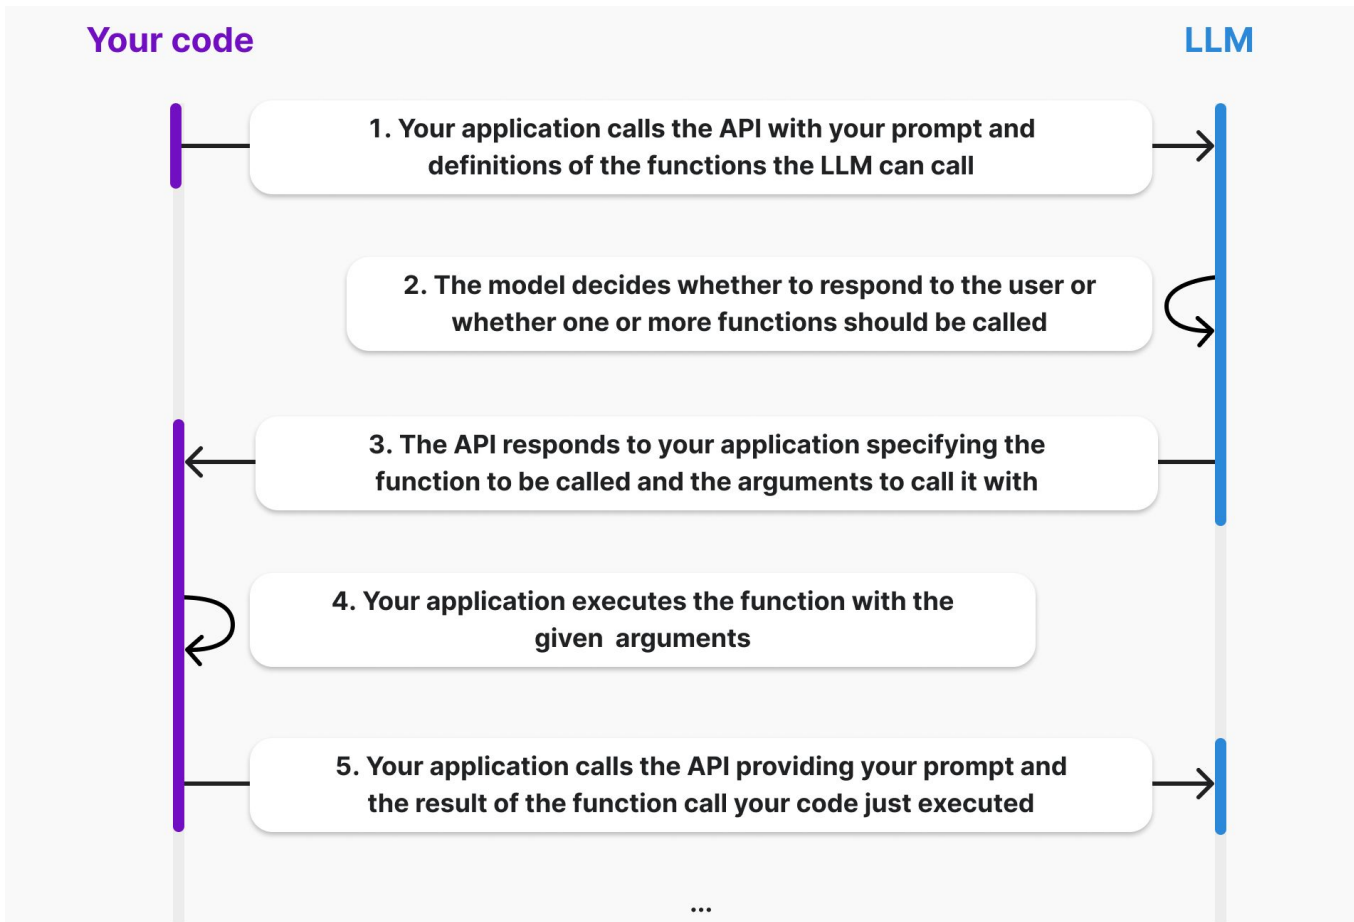 Your code
LLM
1. Your application calls the API with your prompt and
definitions of the functions the LLM can call
2. The model decides whether to respond to the user or
whether one or more functions should be called
3. The API responds to your application specifying the
function to be called and the arguments to call it with
4. Your application executes the function with the
given  arguments
5. Your application calls the API providing your prompt and
the result of the function call your code just executed
...